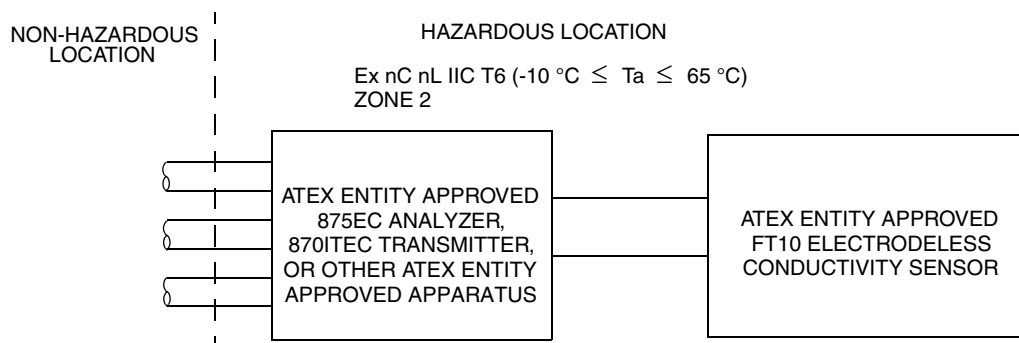 NON-HAZARDOUS
LOCATION
HAZARDOUS LOCATION
Ex nC nL IIC T6 (-10 °C ≤ Ta ≤ 65 °C)
ZONE 2
ATEX ENTITY APPROVED
875EC ANALYZER,
870ITEC TRANSMITTER,
OR OTHER ATEX ENTITY
APPROVED APPARATUS
ATEX ENTITY APPROVED
FT10 ELECTRODELESS
CONDUCTIVITY SENSOR